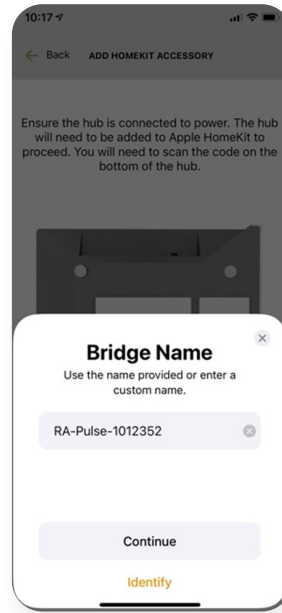 10:17
Back ADD HOMEKIT ACCESSORY
Ensure the hub is connected to power. The hub
will need to be added to Apple HomeKit to
proceed. You will need to scan the code on the
bottom of the hub.
Bridge Name
Use the name provided or enter a
custom name.
RA-Pulse-1012352
Continue
Identify